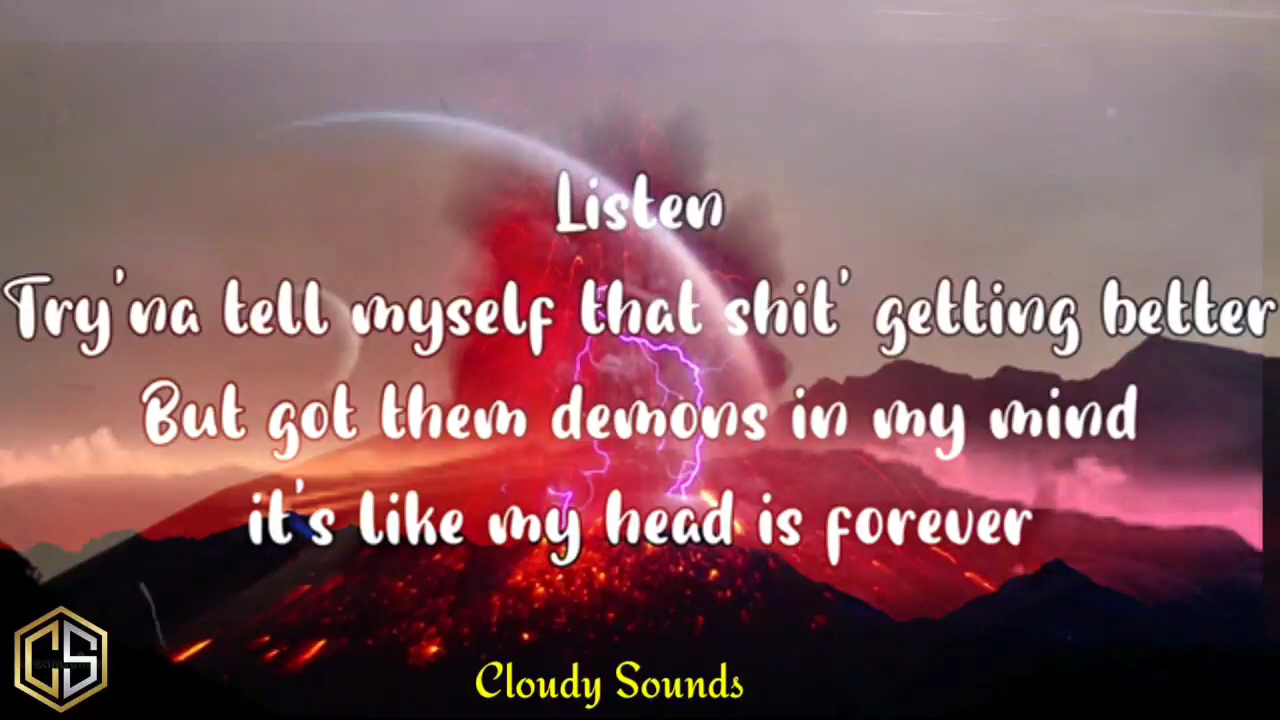 Listen
Try'na tell myself that shit' getting better
But got them demons in my mind
it's like my head is forever
CS
Cloudy Sounds